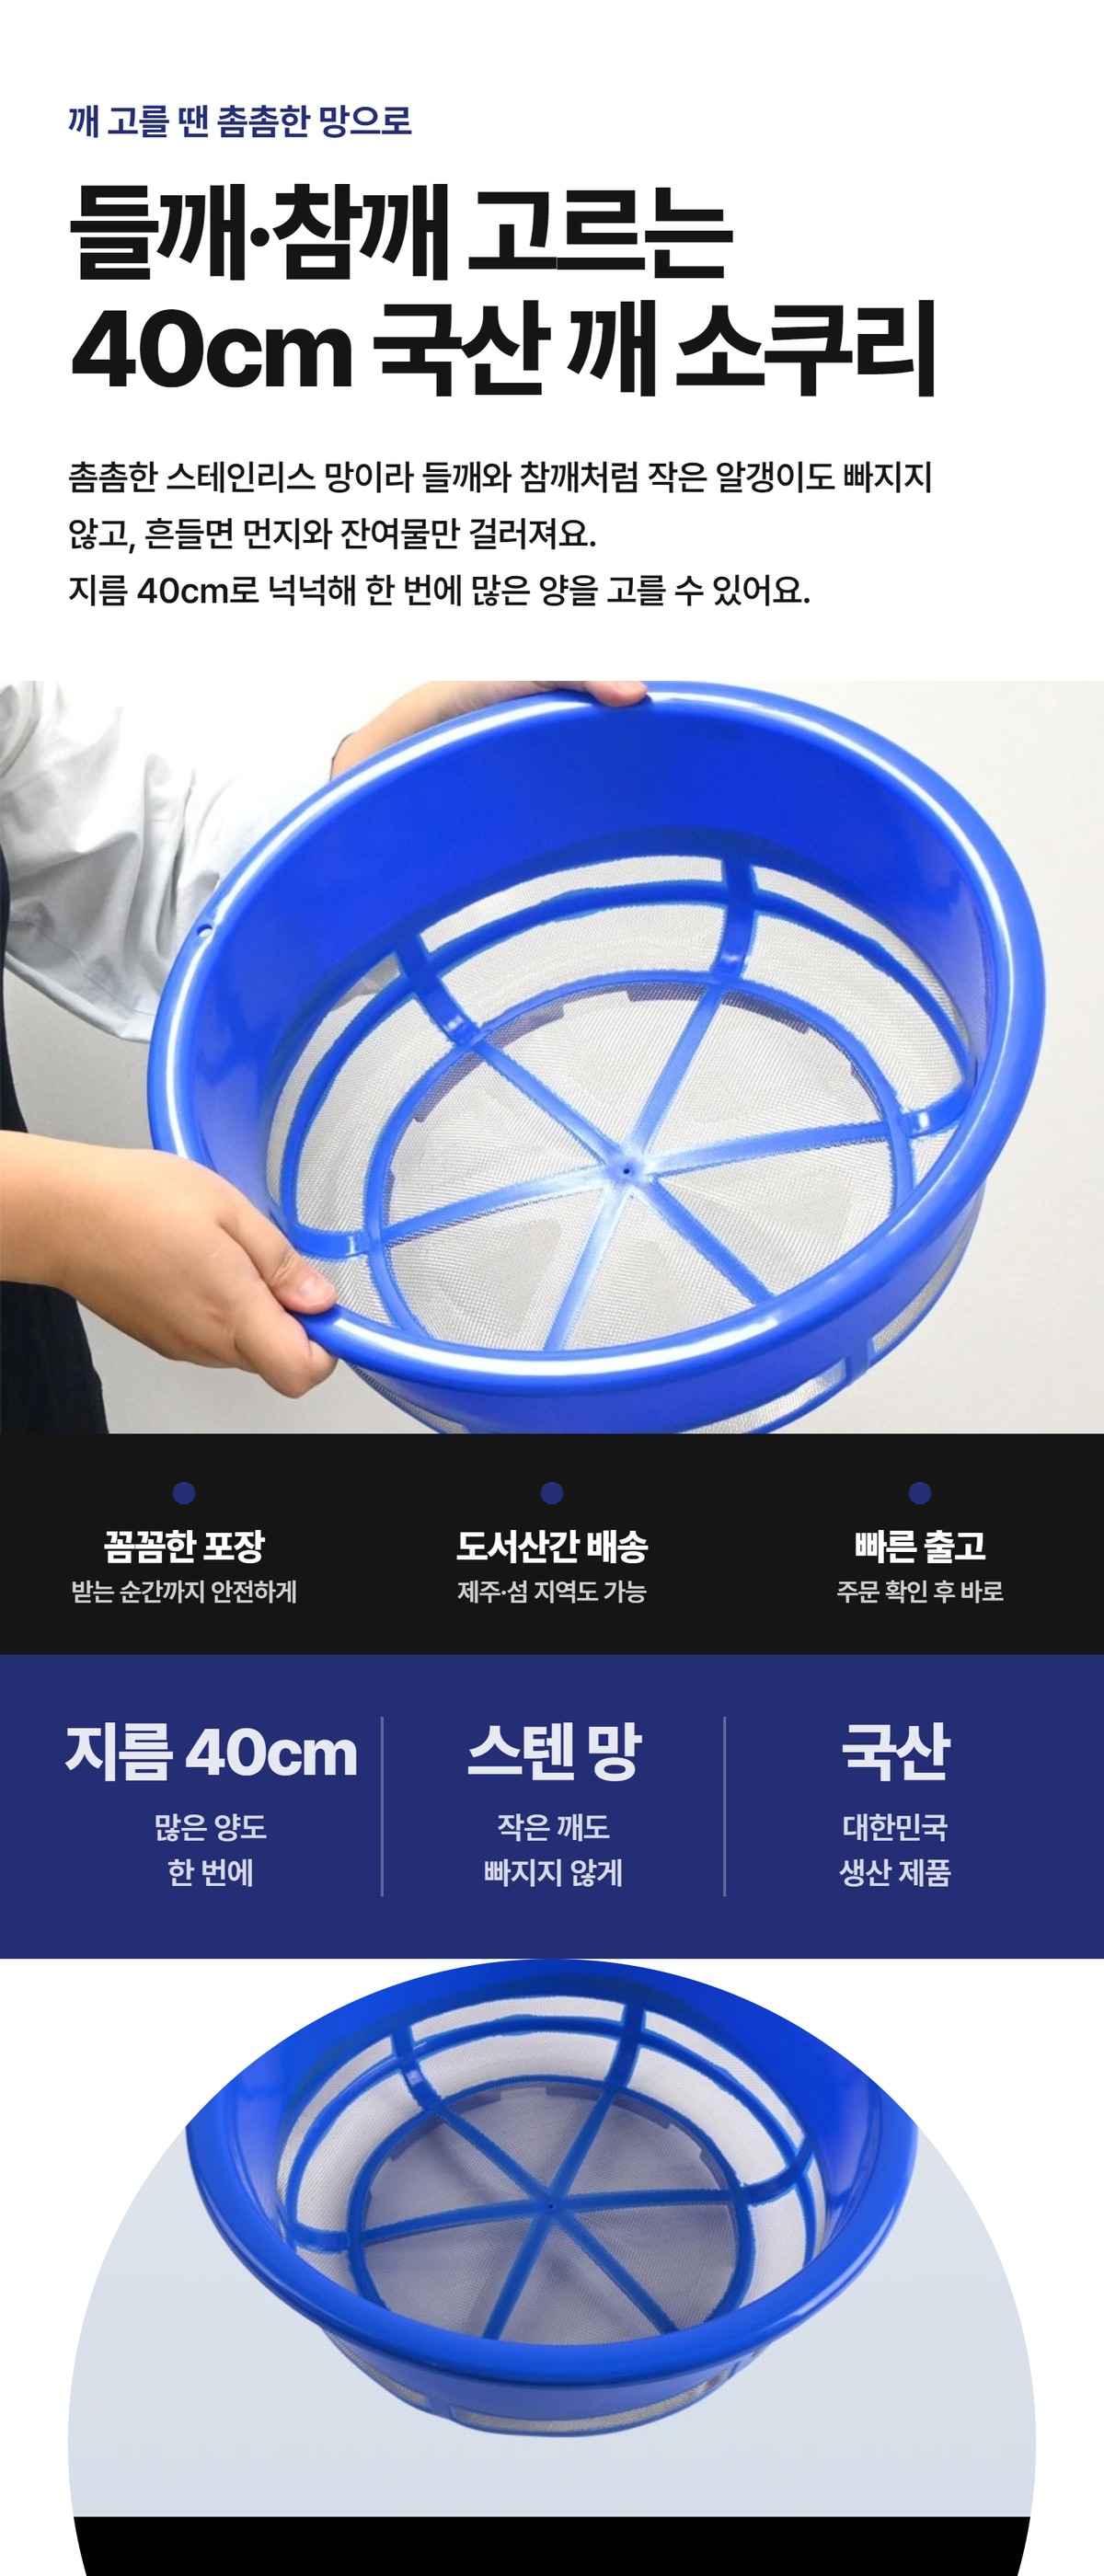 깨 고를 땐 촘촘한 망으로
들깨·참깨 고르는
40cm 국산 깨 소쿠리
촘촘한 스테인리스 망이라 들깨와 참깨처럼 작은 알갱이도 빠지지
않고, 흔들면 먼지와 잔여물만 걸러져요.
지름 40cm로 넉넉해 한 번에 많은 양을 고를 수 있어요.
꼼꼼한 포장
받는 순간까지 안전하게
도서산간 배송
제주·섬 지역도 가능
빠른 출고
주문 확인 후 바로
지름 40cm
많은 양도
한 번에
스텐 망
작은 깨도
빠지지 않게
국산
대한민국
생산 제품